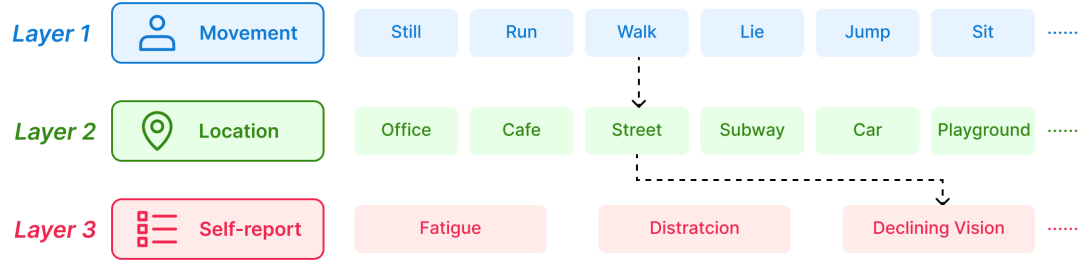 Layer 1 Movement Still Run Walk Lie Jump Sit ......
Layer 2 Location Office Cafe Street Subway Car Playground ......
Layer 3 Self-report Fatigue Distratcion Declining Vision ......